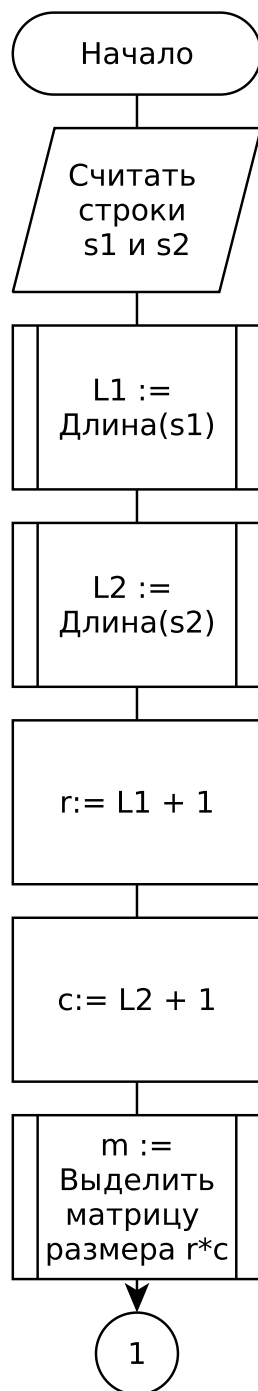 Начало
Считать
строки
s1 и s2
L1 :=
Длина(s1)
L2 :=
Длина(s2)
r:= L1 + 1
c:= L2 + 1
m :=
Выделить
матрицу
размера r*c
1